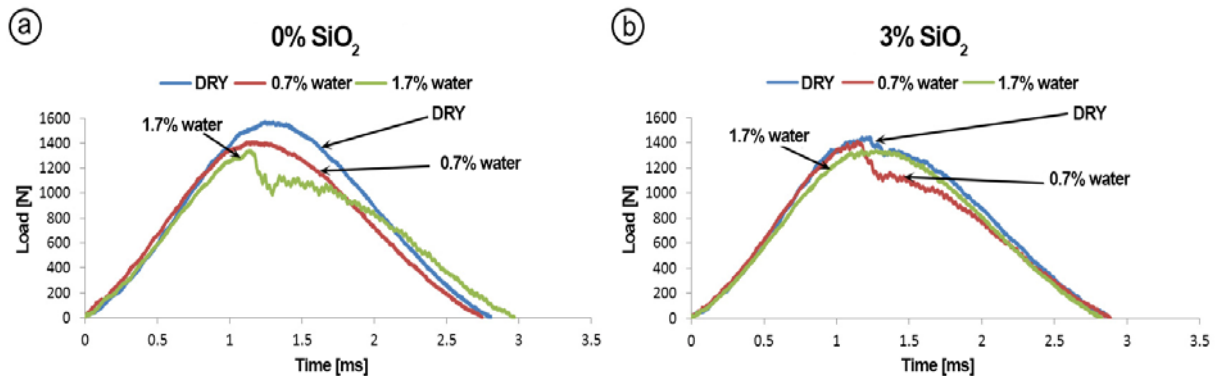 a
0% SiO2
DRY 0.7% water 1.7% water
1600
1400
1200
1000
800
600
400
200
0
Load [N]
1.7% water
DRY
0.7% water
0 0.5 1 1.5 2 2.5 3 3.5
Time [ms]
b
3% SiO2
DRY 0.7% water 1.7% water
1600
1400
1200
1000
800
600
400
200
0
Load [N]
1.7% water
DRY
0.7% water
0 0.5 1 1.5 2 2.5 3 3.5
Time [ms]